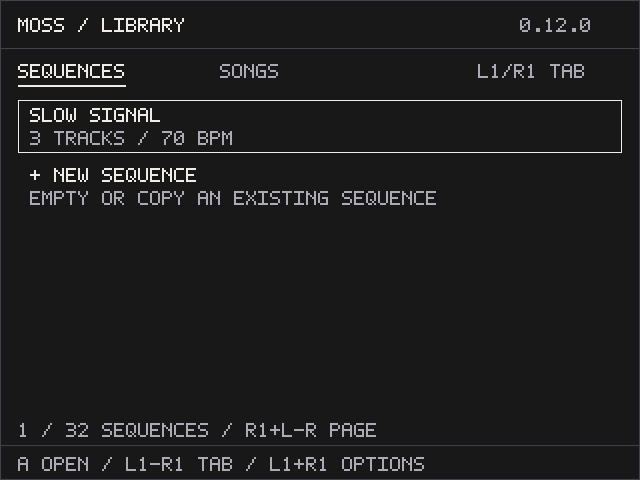 MOSS / LIBRARY 0.12.0
SEQUENCES SONGS L1/R1 TAB
SLOW SIGNAL
3 TRACKS / 70 BPM
+ NEW SEQUENCE
EMPTY OR COPY AN EXISTING SEQUENCE
1 / 32 SEQUENCES / R1+L-R PAGE
A OPEN / L1-R1 TAB / L1+R1 OPTIONS